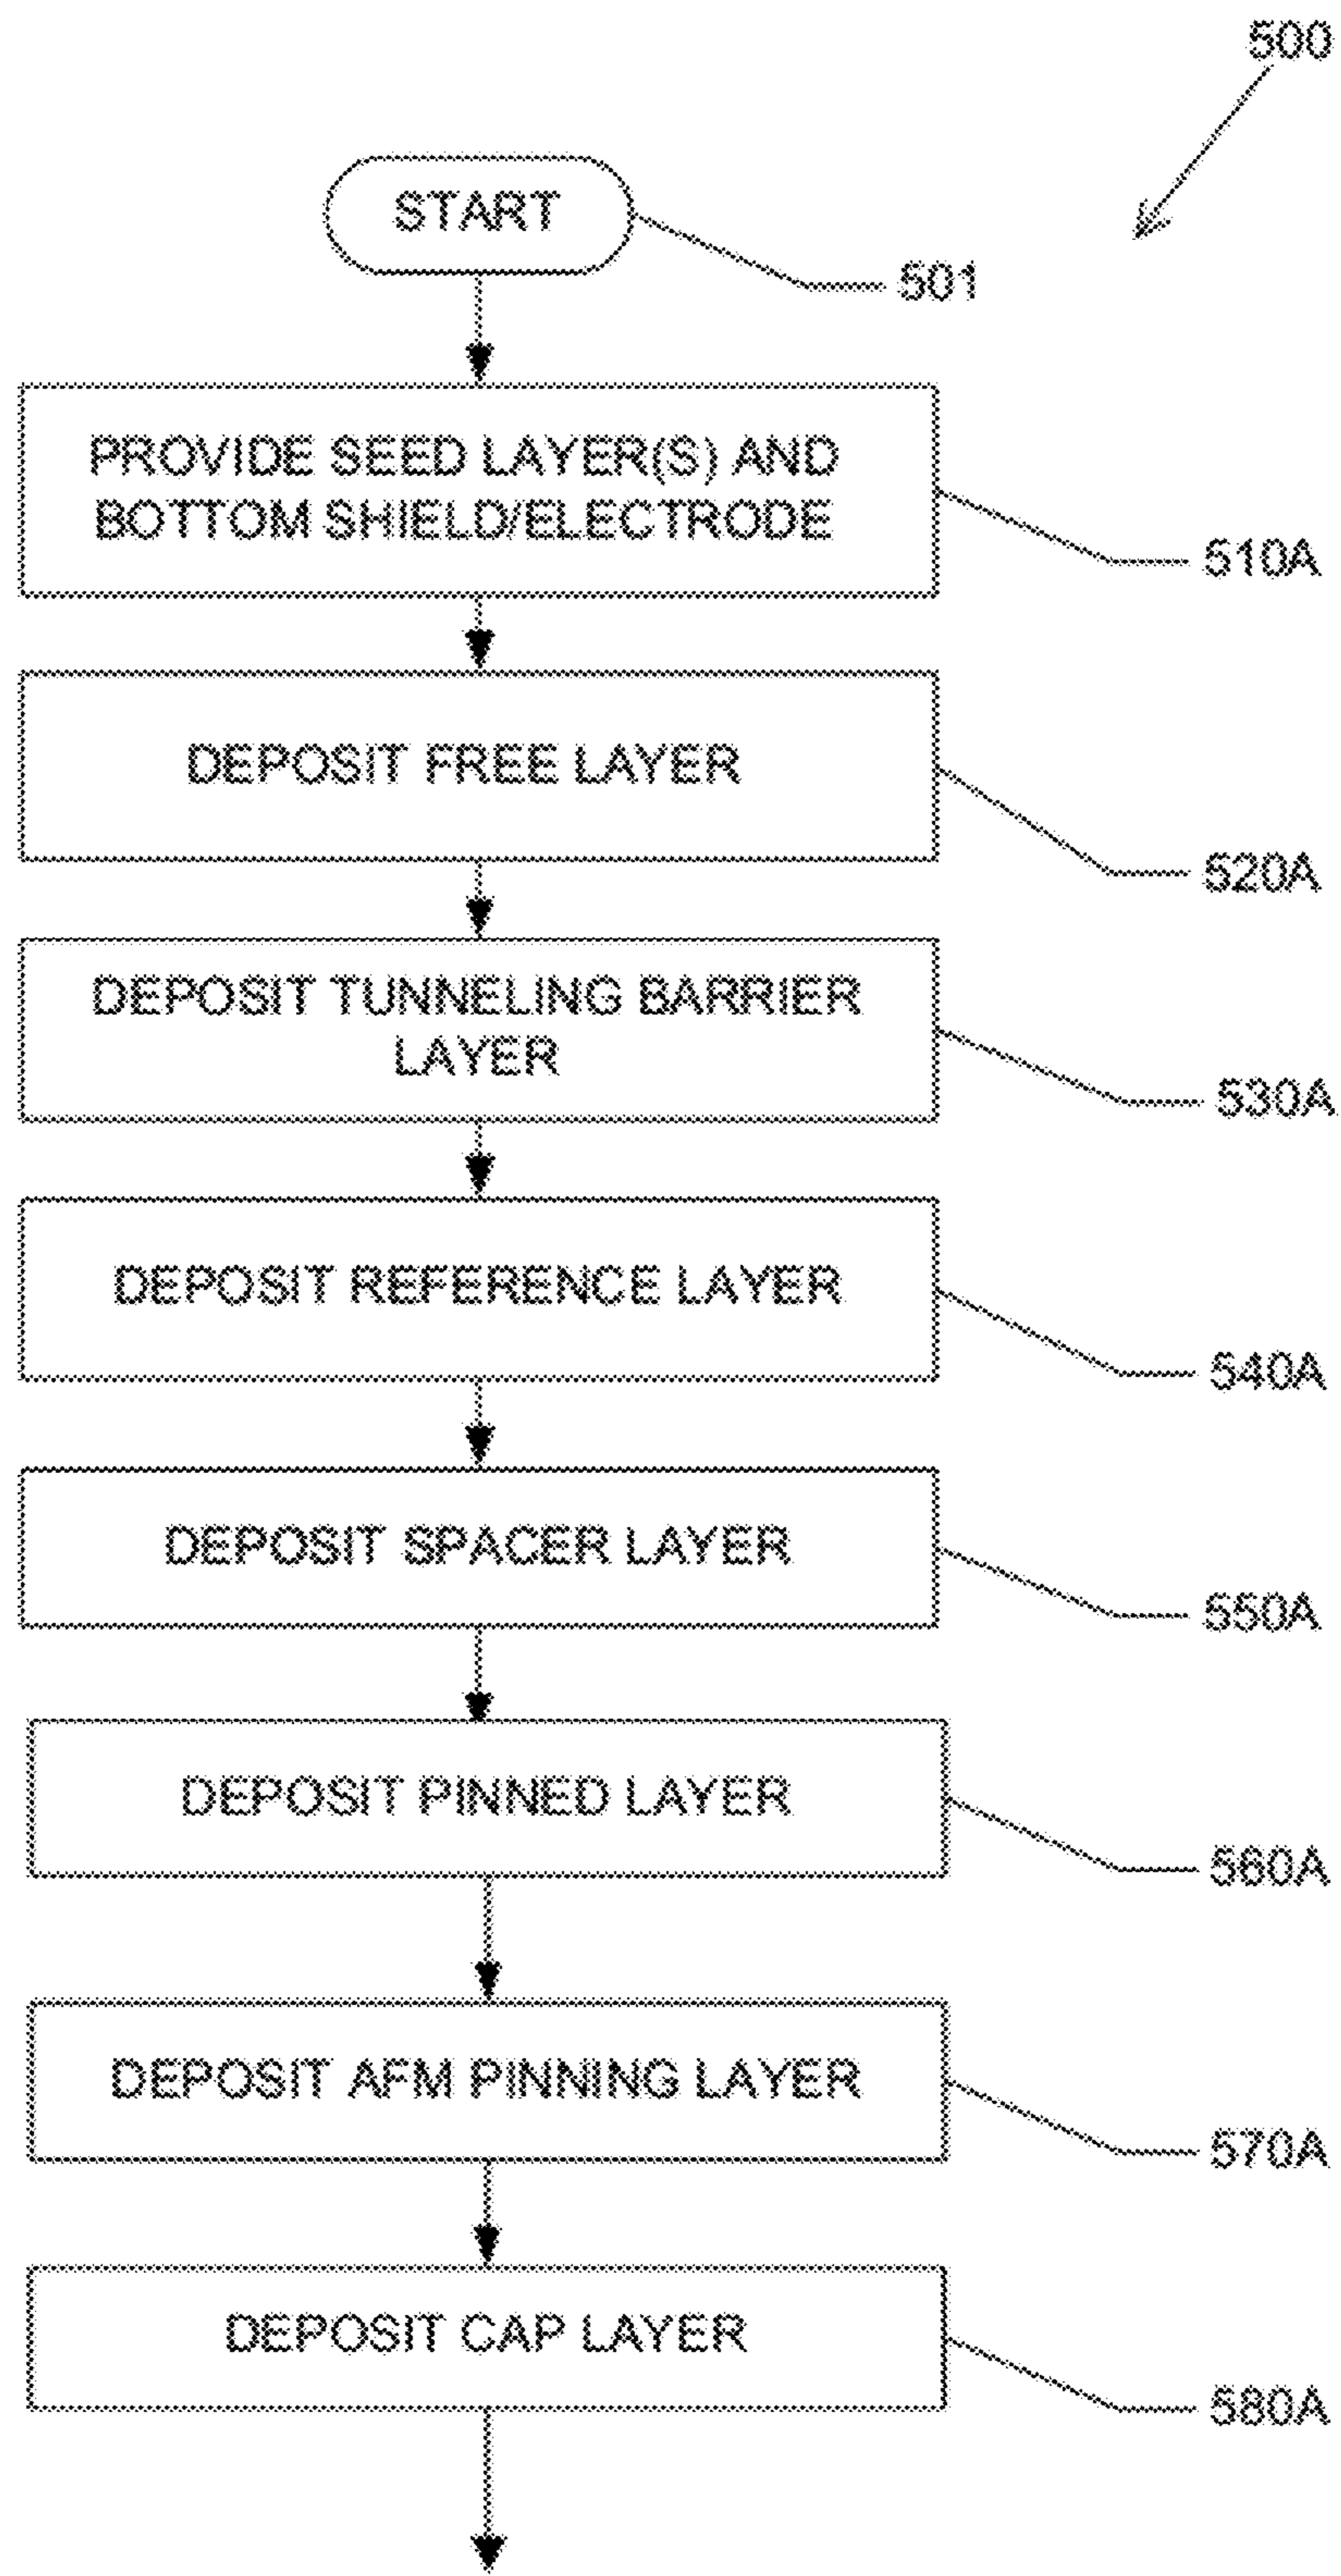 500
START
501
PROVIDE SEED LAYER(S) AND
BOTTOM SHIELD/ELECTRODE
510A
DEPOSIT FREE LAYER
520A
DEPOSIT TUNNELING BARRIER
LAYER
530A
DEPOSIT REFERENCE LAYER
540A
DEPOSIT SPACER LAYER
550A
DEPOSIT PINNED LAYER
560A
DEPOSIT AFM PINNING LAYER
570A
DEPOSIT CAP LAYER
580A